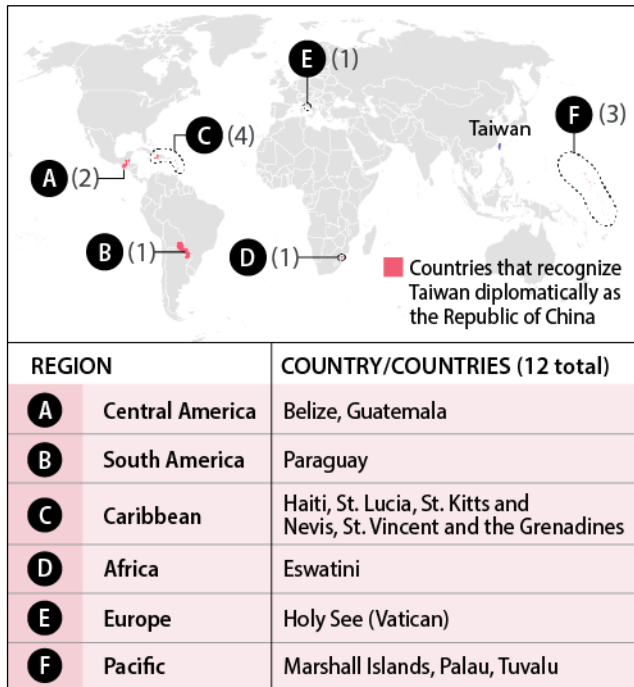 E (1)
C (4)
Taiwan
F (3)
A (2)
B (1)
D (1)
Countries that recognize
Taiwan diplomatically as
the Republic of China
REGION COUNTRY/COUNTRIES (12 total)
A Central America Belize, Guatemala
B South America Paraguay
C Caribbean Haiti, St. Lucia, St. Kitts and
Nevis, St. Vincent and the Grenadines
D Africa Eswatini
E Europe Holy See (Vatican)
F Pacific Marshall Islands, Palau, Tuvalu